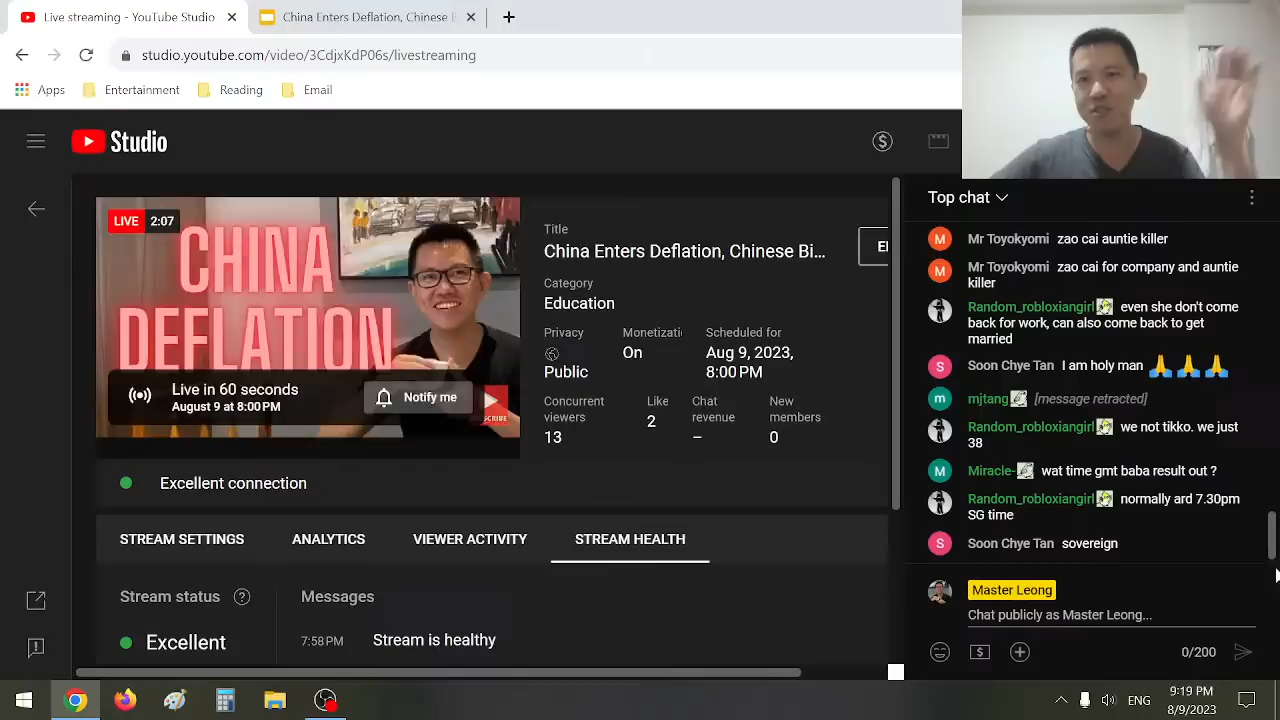 Live streaming - YouTube Studio
China Enters Deflation, Chinese B
studio.youtube.com/video/3CdjxKdP06s/livestreaming
Apps
Entertainment
Reading
Email
Studio
LIVE 2:07
CHINA
DEFLATION
Live in 60 seconds
August 9 at 8:00 PM
Notify me
Title
China Enters Deflation, Chinese Bi...
Category
Education
Privacy
Public
Monetizati
On
Scheduled for
Aug 9, 2023,
8:00 PM
Concurrent
viewers
13
Like
2
Chat
revenue
–
New
members
0
Excellent connection
STREAM SETTINGS
ANALYTICS
VIEWER ACTIVITY
STREAM HEALTH
Stream status
Messages
Excellent
7:58 PM Stream is healthy
Top chat
Mr Toyokyomi zao cai auntie killer
Mr Toyokyomi zao cai for company and auntie
killer
Random_robloxiangirl even she don't come
back for work, can also come back to get
married
Soon Chye Tan I am holy man 🙏🙏🙏
mjtang [message retracted]
Random_robloxiangirl we not tikko. we just
38
Miracle- wat time gmt baba result out ?
Random_robloxiangirl normally ard 7.30pm
SG time
Soon Chye Tan sovereign
Master Leong
Chat publicly as Master Leong...
0/200
ENG
9:19 PM
8/9/2023